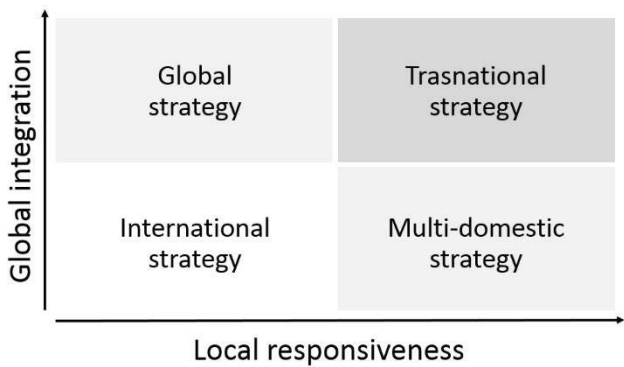 Global integration
Global
strategy
Trasnational
strategy
International
strategy
Multi-domestic
strategy
Local responsiveness